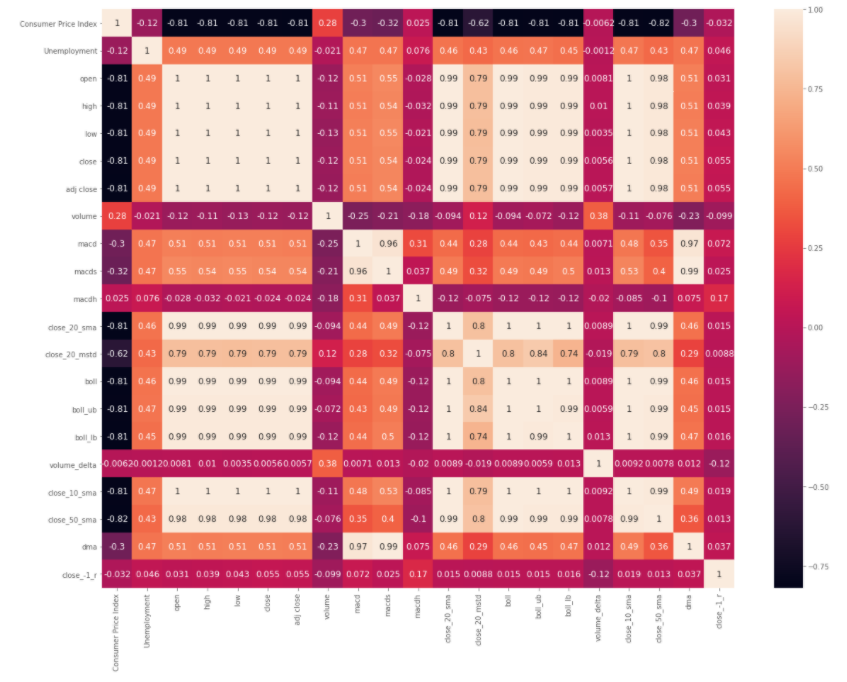 Consumer Price Index 1 -0.12 -0.81 -0.81 -0.81 -0.81 -0.81 0.28 -0.3 -0.32 0.025 -0.81 -0.62 -0.81 -0.81 -0.81 -0.0062 -0.81 -0.82 -0.3 -0.032
Unemployment -0.12 1 0.49 0.49 0.49 0.49 0.49 -0.021 0.47 0.47 0.076 0.46 0.43 0.46 0.47 0.45 -0.0012 0.47 0.43 0.47 0.046
open -0.81 0.49 1 1 1 1 1 -0.12 0.51 0.55 -0.028 0.99 0.79 0.99 0.99 0.99 0.0081 1 0.98 0.51 0.031
high -0.81 0.49 1 1 1 1 1 -0.11 0.51 0.54 -0.032 0.99 0.79 0.99 0.99 0.99 0.01 1 0.98 0.51 0.039
low -0.81 0.49 1 1 1 1 1 -0.13 0.51 0.55 -0.021 0.99 0.79 0.99 0.99 0.99 0.0035 1 0.98 0.51 0.043
close -0.81 0.49 1 1 1 1 1 -0.12 0.51 0.54 -0.024 0.99 0.79 0.99 0.99 0.99 0.0056 1 0.98 0.51 0.055
adj close -0.81 0.49 1 1 1 1 1 -0.12 0.51 0.54 -0.024 0.99 0.79 0.99 0.99 0.99 0.0057 1 0.98 0.51 0.055
volume 0.28 -0.021 -0.12 -0.11 -0.13 -0.12 -0.12 1 -0.25 -0.21 -0.18 -0.094 0.12 -0.094 -0.072 -0.12 0.38 -0.11 -0.076 -0.23 -0.099
macd -0.3 0.47 0.51 0.51 0.51 0.51 0.51 -0.25 1 0.96 0.31 0.44 0.28 0.44 0.43 0.44 0.0071 0.48 0.35 0.97 0.072
macds -0.32 0.47 0.55 0.54 0.55 0.54 0.54 -0.21 0.96 1 0.037 0.49 0.32 0.49 0.49 0.5 0.013 0.53 0.4 0.99 0.025
macdh 0.025 0.076 -0.028 -0.032 -0.021 -0.024 -0.024 -0.18 0.31 0.037 1 -0.12 -0.075 -0.12 -0.12 -0.12 -0.02 -0.085 -0.1 0.075 0.17
close_20_sma -0.81 0.46 0.99 0.99 0.99 0.99 0.99 -0.094 0.44 0.49 -0.12 1 0.8 1 1 1 0.0089 1 0.99 0.46 0.015
close_20_mstd -0.62 0.43 0.79 0.79 0.79 0.79 0.79 0.12 0.28 0.32 -0.075 0.8 1 0.8 0.84 0.74 -0.019 0.79 0.8 0.29 0.0088
boll -0.81 0.46 0.99 0.99 0.99 0.99 0.99 -0.094 0.44 0.49 -0.12 1 0.8 1 1 1 0.0089 1 0.99 0.46 0.015
boll_ub -0.81 0.47 0.99 0.99 0.99 0.99 0.99 -0.072 0.43 0.49 -0.12 1 0.84 1 1 0.99 0.0059 1 0.99 0.45 0.015
boll_lb -0.81 0.45 0.99 0.99 0.99 0.99 0.99 -0.12 0.44 0.5 -0.12 1 0.74 1 0.99 1 0.013 1 0.99 0.47 0.016
volume_delta -0.0062 -0.0012 0.0081 0.01 0.0035 0.0056 0.0057 0.38 0.0071 0.013 -0.02 0.0089 -0.019 0.0089 0.0059 0.013 1 0.0092 0.0078 0.012 -0.12
close_10_sma -0.81 0.47 1 1 1 1 1 -0.11 0.48 0.53 -0.085 1 0.79 1 1 1 0.0092 1 0.99 0.49 0.019
close_50_sma -0.82 0.43 0.98 0.98 0.98 0.98 0.98 -0.076 0.35 0.4 -0.1 0.99 0.8 0.99 0.99 0.99 0.0078 0.99 1 0.36 0.013
dma -0.3 0.47 0.51 0.51 0.51 0.51 0.51 -0.23 0.97 0.99 0.075 0.46 0.29 0.46 0.45 0.47 0.012 0.49 0.36 1 0.037
close_-1_r -0.032 0.046 0.031 0.039 0.043 0.055 0.055 -0.099 0.072 0.025 0.17 0.015 0.0088 0.015 0.015 0.016 -0.12 0.019 0.013 0.037 1
Consumer Price Index
Unemployment
open
high
low
close
adj close
volume
macd
macds
macdh
close_20_sma
close_20_mstd
boll
boll_ub
boll_lb
volume_delta
close_10_sma
close_50_sma
dma
close_-1_r
1.00
0.75
0.50
0.25
0.00
−0.25
−0.50
−0.75